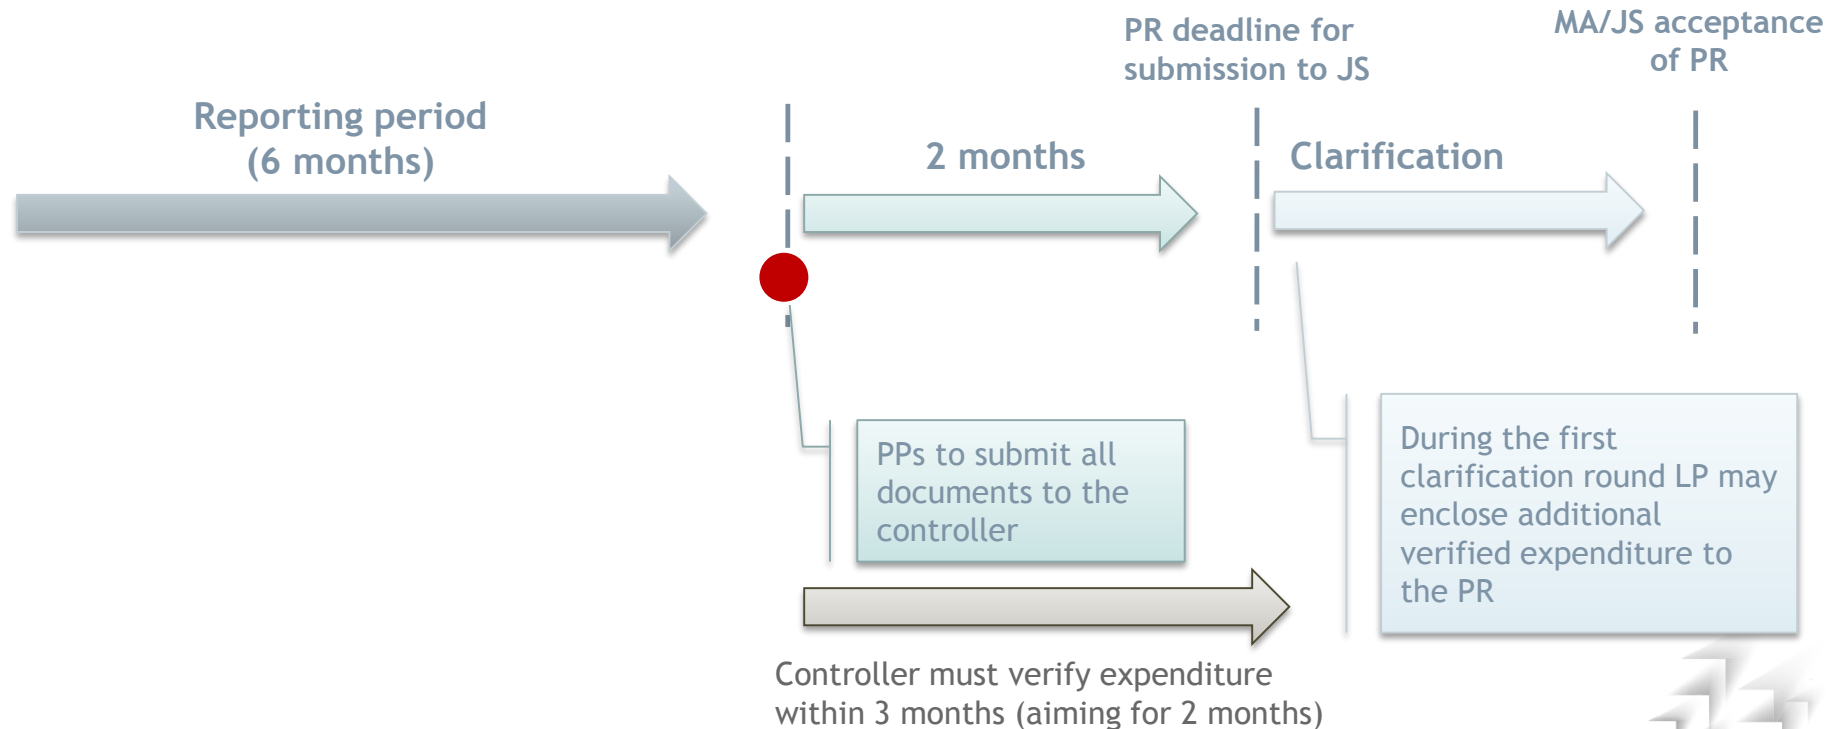 PR deadline for
submission to JS
MA/JS acceptance
of PR
Reporting period
(6 months)
2 months
Clarification
PPs to submit all
documents to the
controller
During the first
clarification round LP may
enclose additional
verified expenditure to
the PR
Controller must verify expenditure
within 3 months (aiming for 2 months)